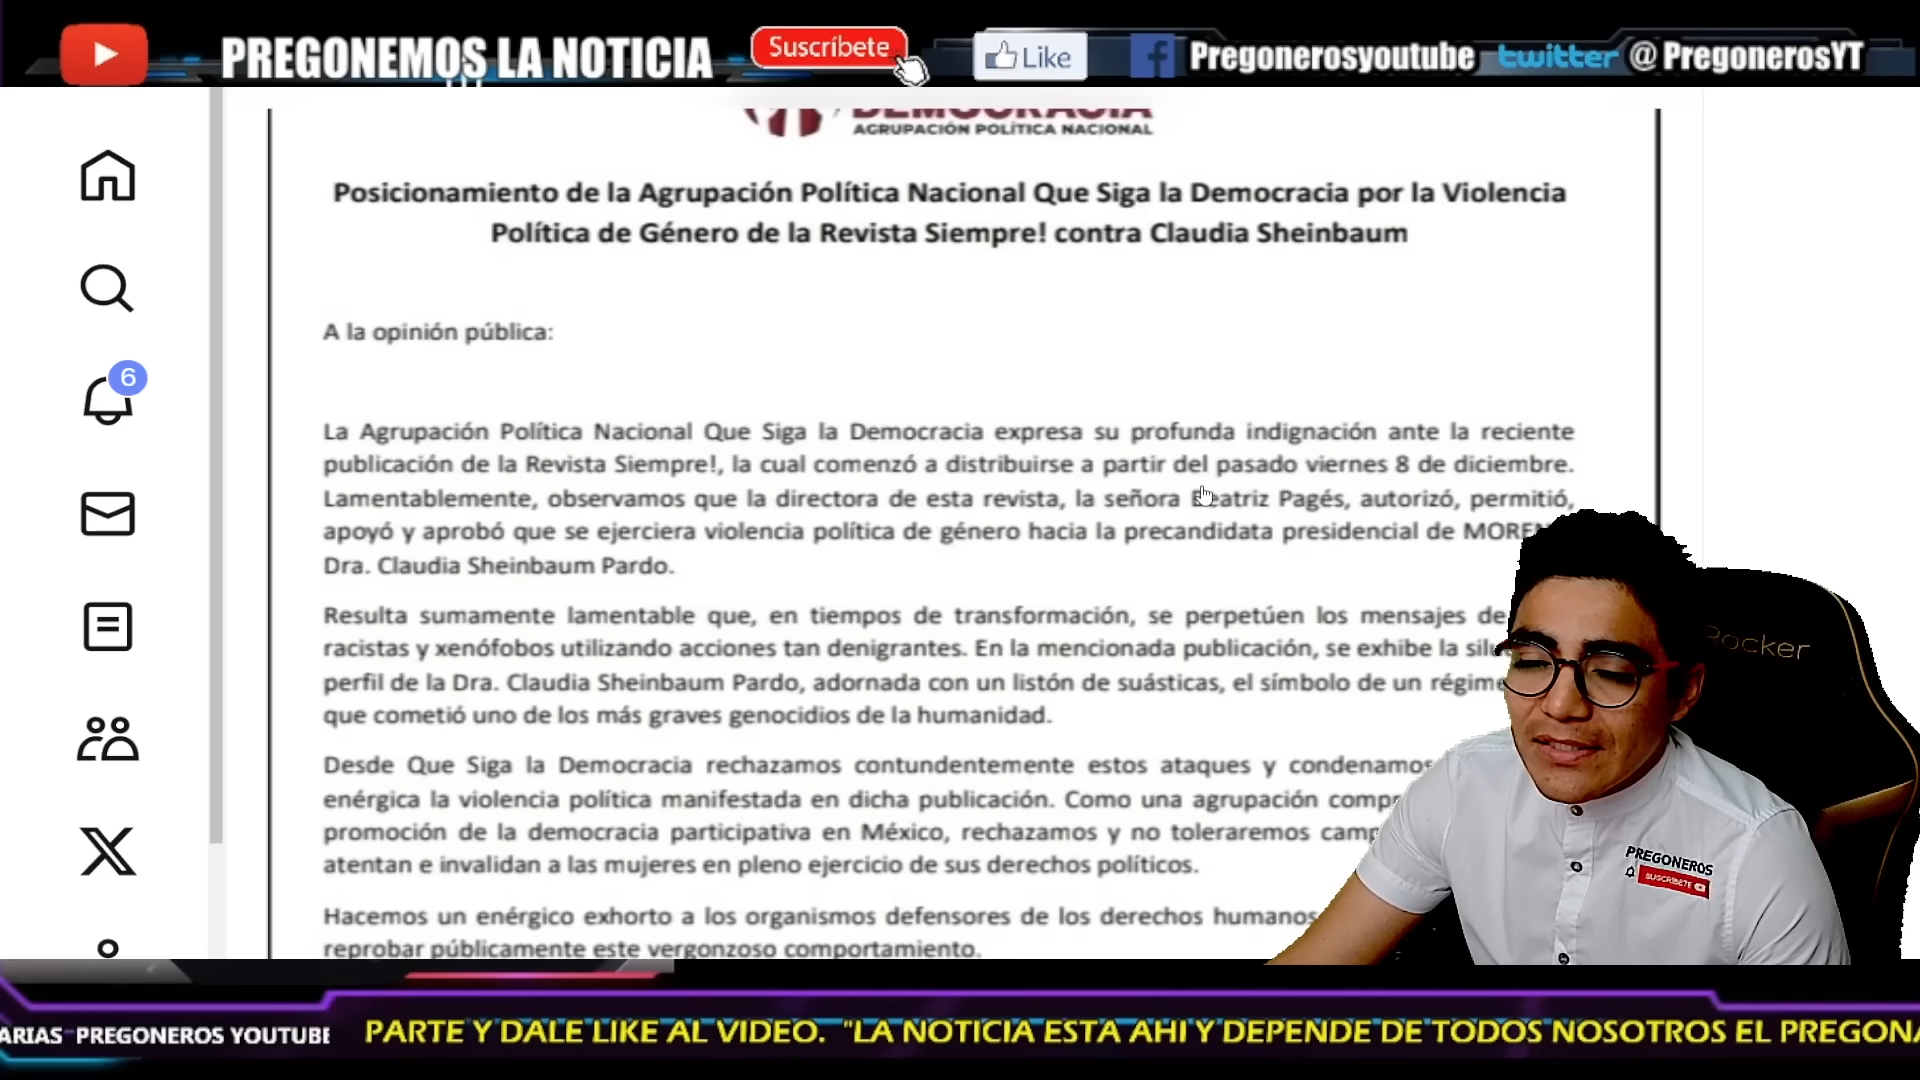 PREGONEMOS LA NOTICIA
Suscríbete
Like
Pregonerosyoutube
twitter @PregonerosYT
DEMOCRACIA
AGRUPACIÓN POLÍTICA NACIONAL
Posicionamiento de la Agrupación Política Nacional Que Siga la Democracia por la Violencia
Política de Género de la Revista Siempre! contra Claudia Sheinbaum
A la opinión pública:
6
La Agrupación Política Nacional Que Siga la Democracia expresa su profunda indignación ante la reciente
publicación de la Revista Siempre!, la cual comenzó a distribuirse a partir del pasado viernes 8 de diciembre.
Lamentablemente, observamos que la directora de esta revista, la señora Beatriz Pagés, autorizó, permitió,
apoyó y aprobó que se ejerciera violencia política de género hacia la precandidata presidencial de
Dra. Claudia Sheinbaum Pardo.
Resulta sumamente lamentable que, en tiempos de transformación, se perpetúen los mensajes de
racistas y xenófobos utilizando acciones tan denigrantes. En la mencionada publicación, se exhibe la
perfil de la Dra. Claudia Sheinbaum Pardo, adornada con un listón de suásticas, el símbolo de un
que cometió uno de los más graves genocidios de la humanidad.
Desde Que Siga la Democracia rechazamos contundentemente estos ataques y condenamos
enérgica la violencia política manifestada en dicha publicación. Como una agrupación
promoción de la democracia participativa en México, rechazamos y no toleraremos
atentan e invalidan a las mujeres en pleno ejercicio de sus derechos políticos.
Hacemos un enérgico exhorto a los organismos defensores de los derechos humanos
reprobar públicamente este vergonzoso comportamiento.
Rocker
PREGONEROS
SUSCRÍBETE
ARIAS PREGONEROS YOUTUBE
PARTE Y DALE LIKE AL VIDEO. "LA NOTICIA ESTA AHI Y DEPENDE DE TODOS NOSOTROS EL PREGONA